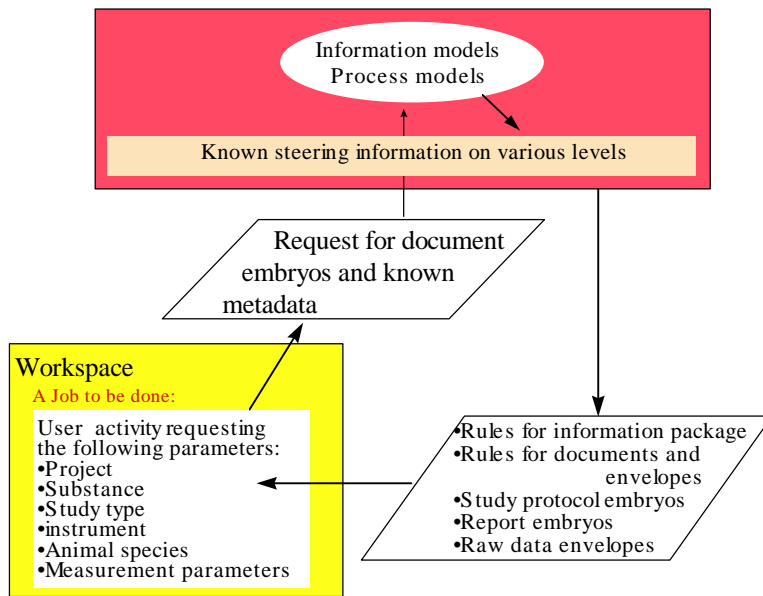 Information models
Process models
Known steering information on various levels
Request for document
embryos and known
metadata
Workspace
A Job to be done:
User activity requesting
the following parameters:
•Project
•Substance
•Study type
•instrument
•Animal species
•Measurement parameters
•Rules for information package
•Rules for documents and
envelopes
•Study protocol embryos
•Report embryos
•Raw data envelopes